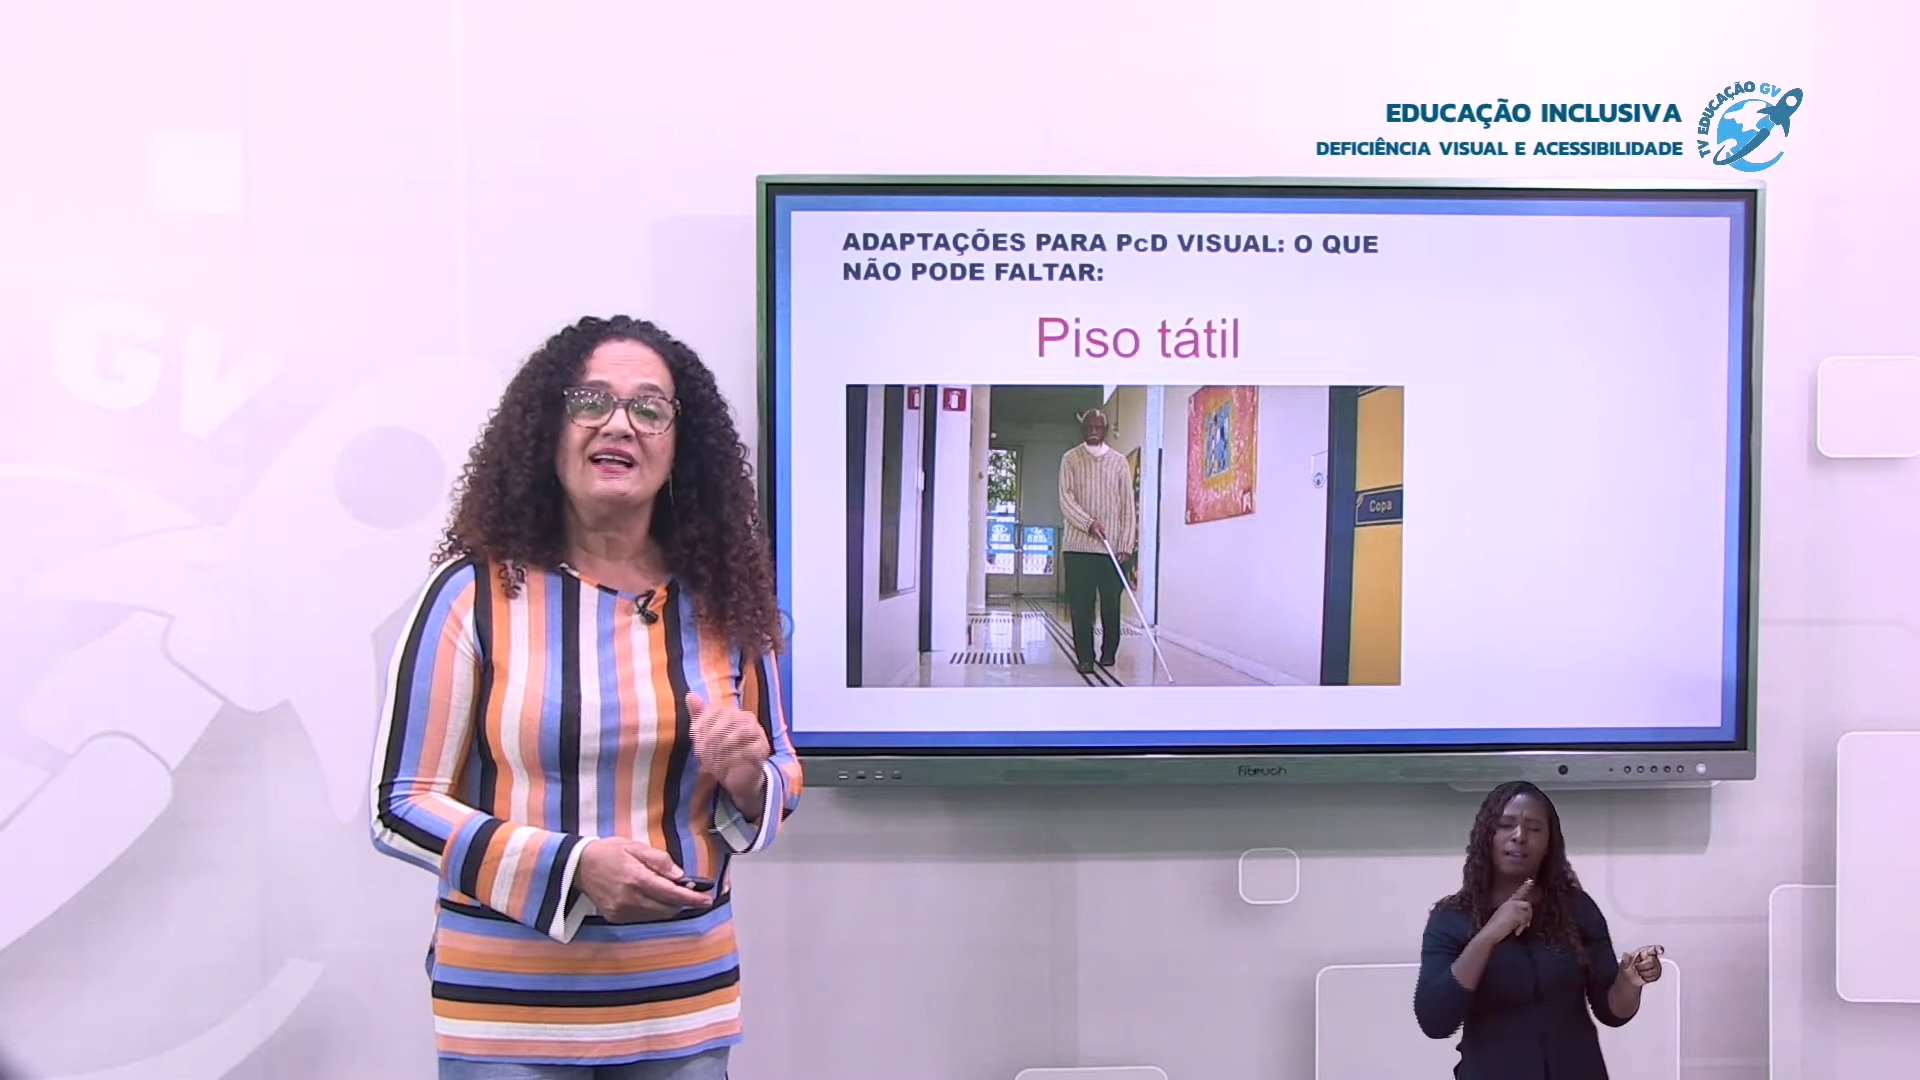 EDUCAÇÃO INCLUSIVA
DEFICIÊNCIA VISUAL E ACESSIBILIDADE
TV EDUCAÇÃO GV
ADAPTAÇÕES PARA PcD VISUAL: O QUE
NÃO PODE FALTAR:
Piso tátil
Copa
GV